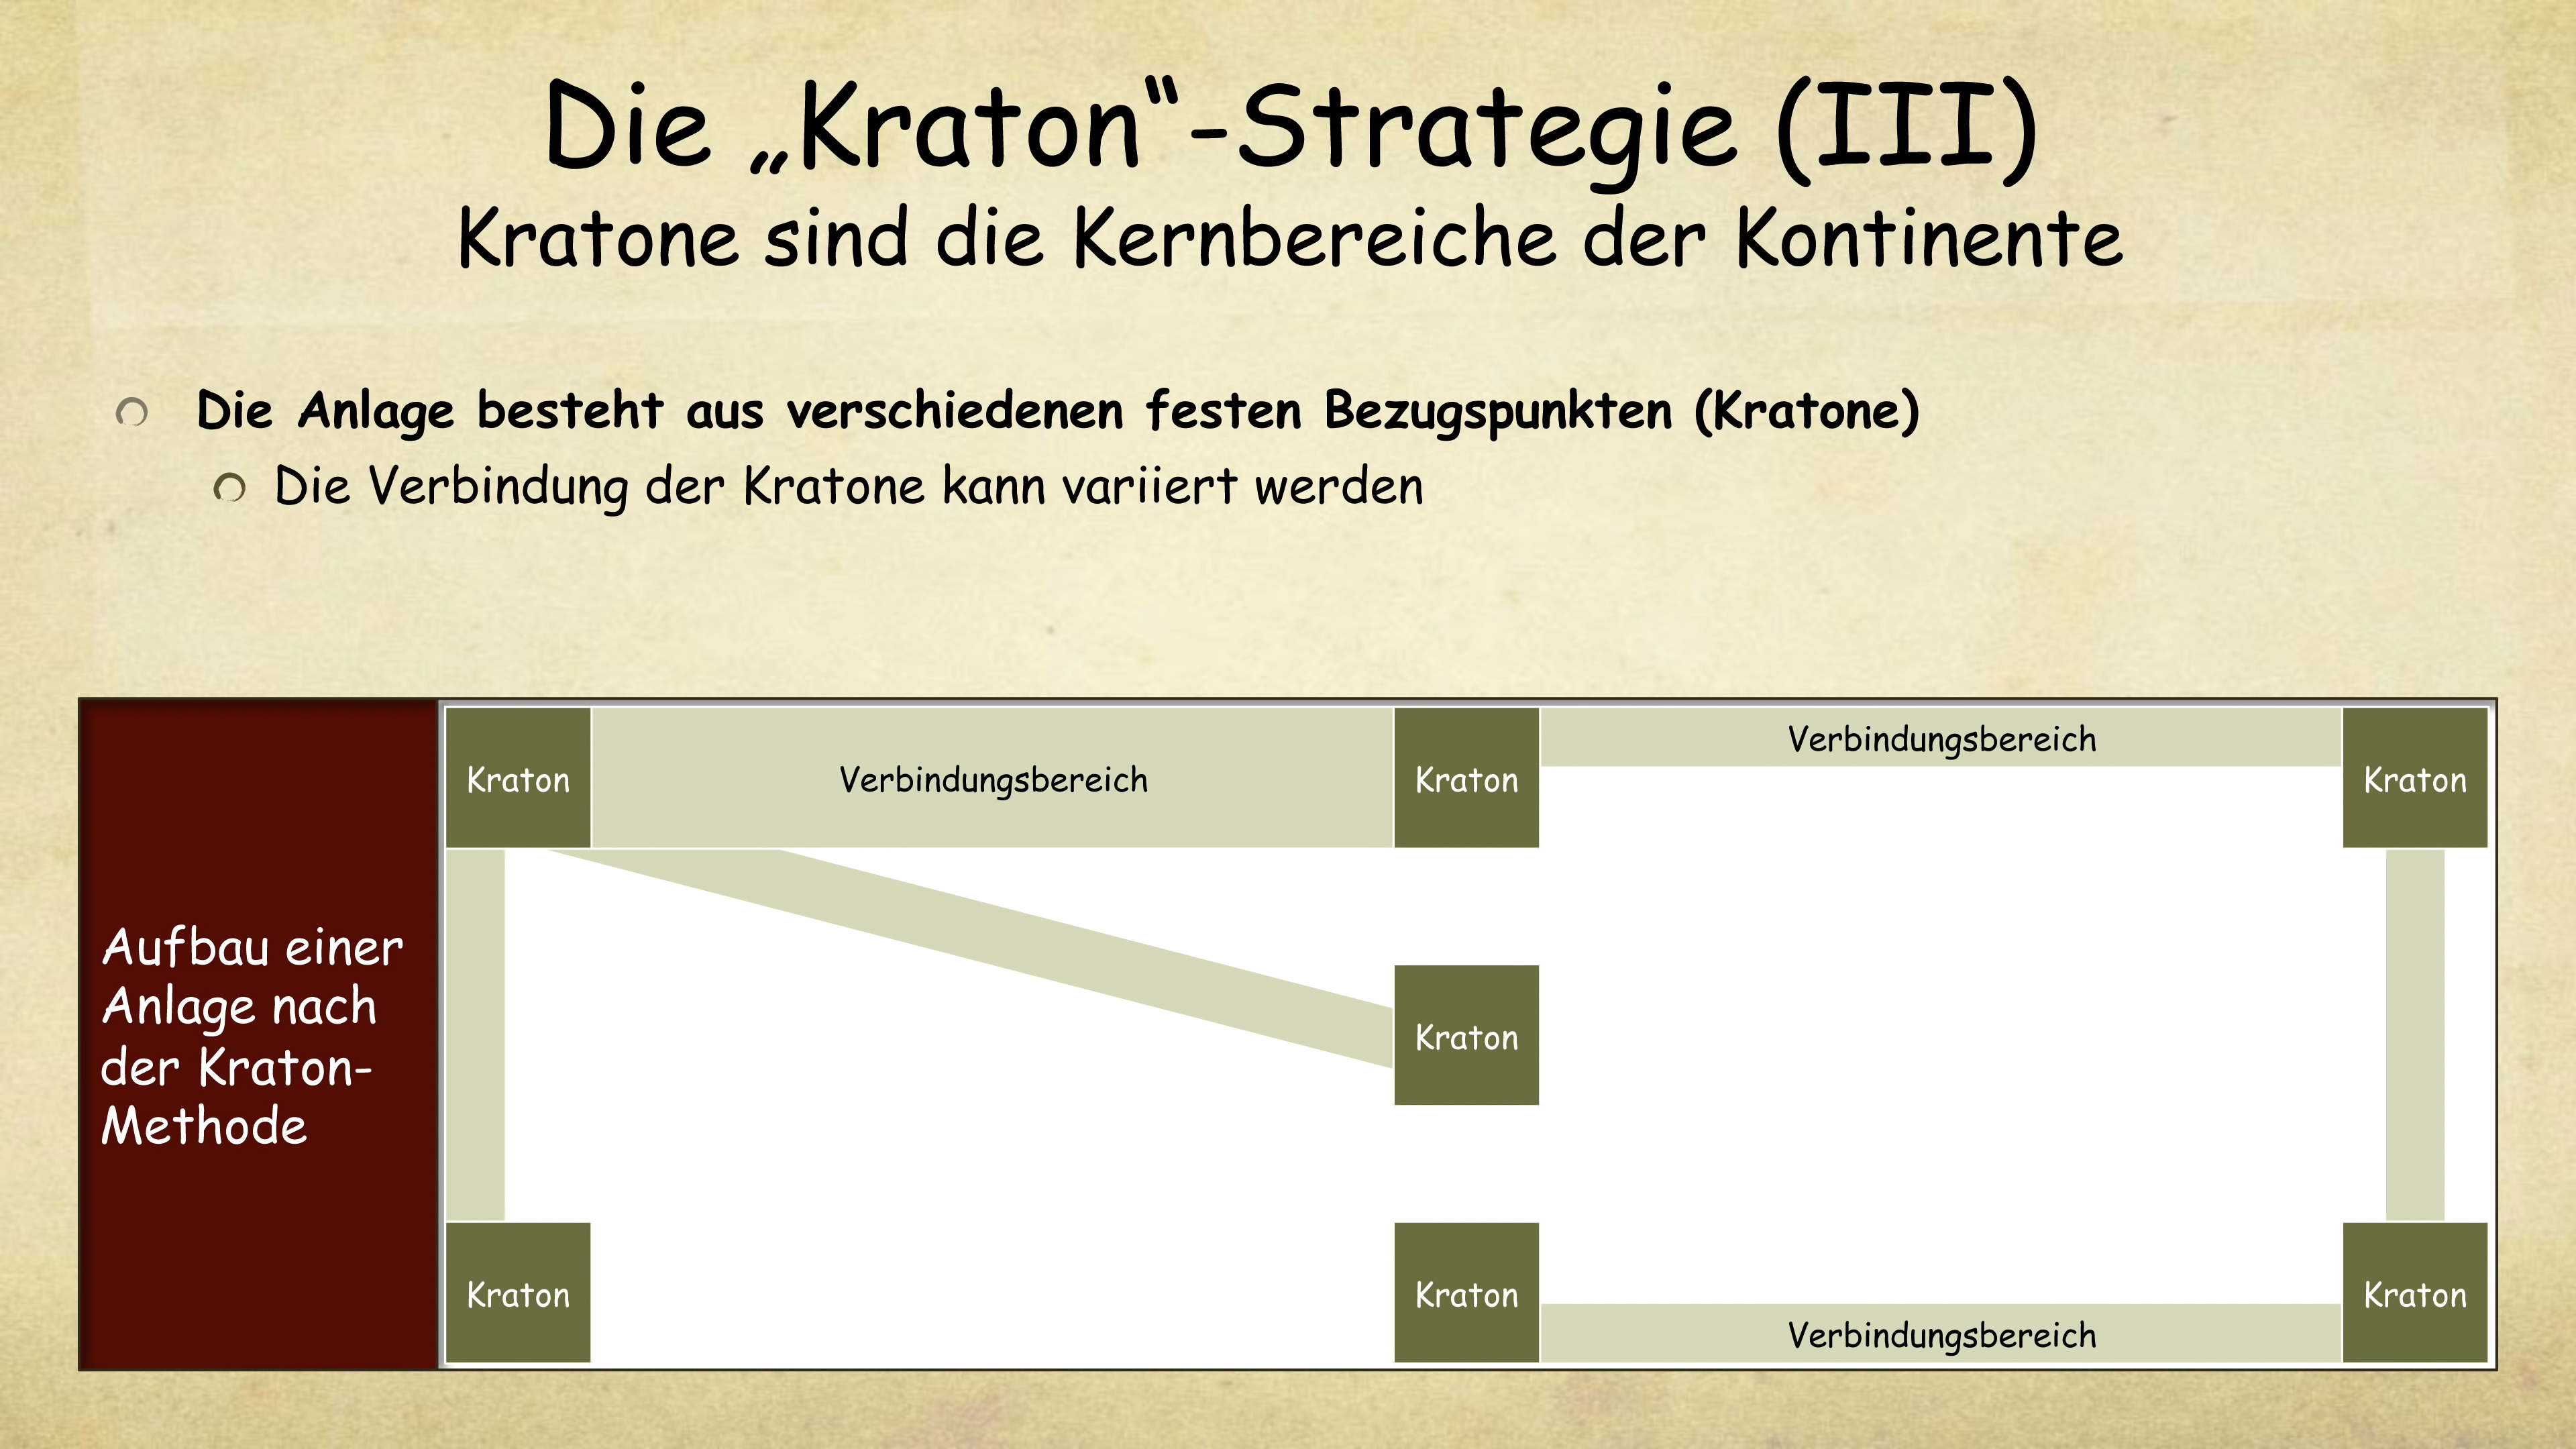 Die „Kraton“-Strategie (III)
Kratone sind die Kernbereiche der Kontinente
Die Anlage besteht aus verschiedenen festen Bezugspunkten (Kratone)
Die Verbindung der Kratone kann variiert werden
Aufbau einer
Anlage nach
der Kraton-
Methode
Kraton
Verbindungsbereich
Kraton
Verbindungsbereich
Kraton
Kraton
Kraton
Kraton
Verbindungsbereich
Kraton